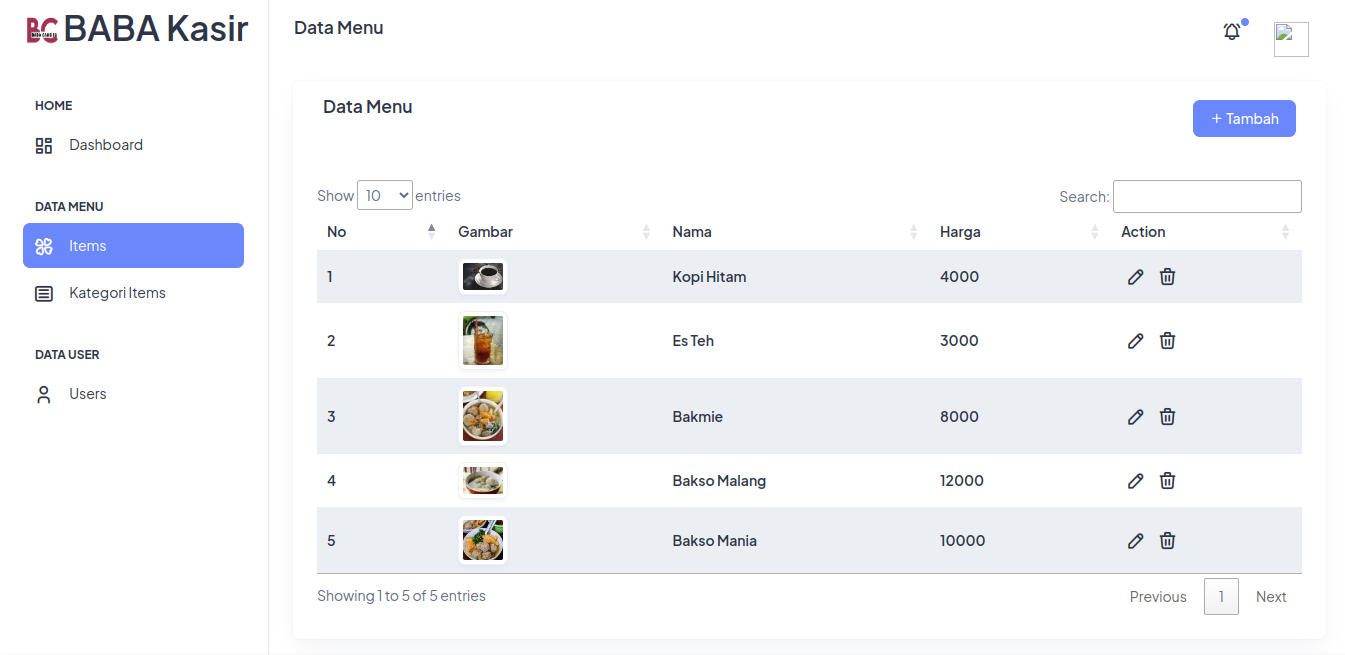 BC BABA Kasir
Data Menu
HOME
Dashboard
DATA MENU
Items
Kategori Items
DATA USER
Users
Data Menu
+ Tambah
Show 10 entries
Search:
No Gambar Nama Harga Action
1 Kopi Hitam 4000
2 Es Teh 3000
3 Bakmie 8000
4 Bakso Malang 12000
5 Bakso Mania 10000
Showing 1 to 5 of 5 entries
Previous 1 Next